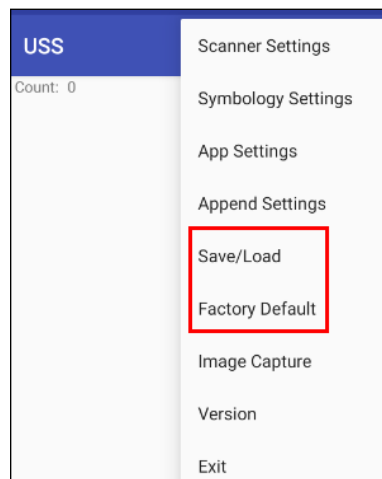 USS
Count: 0
Scanner Settings
Symbology Settings
App Settings
Append Settings
Save/Load
Factory Default
Image Capture
Version
Exit